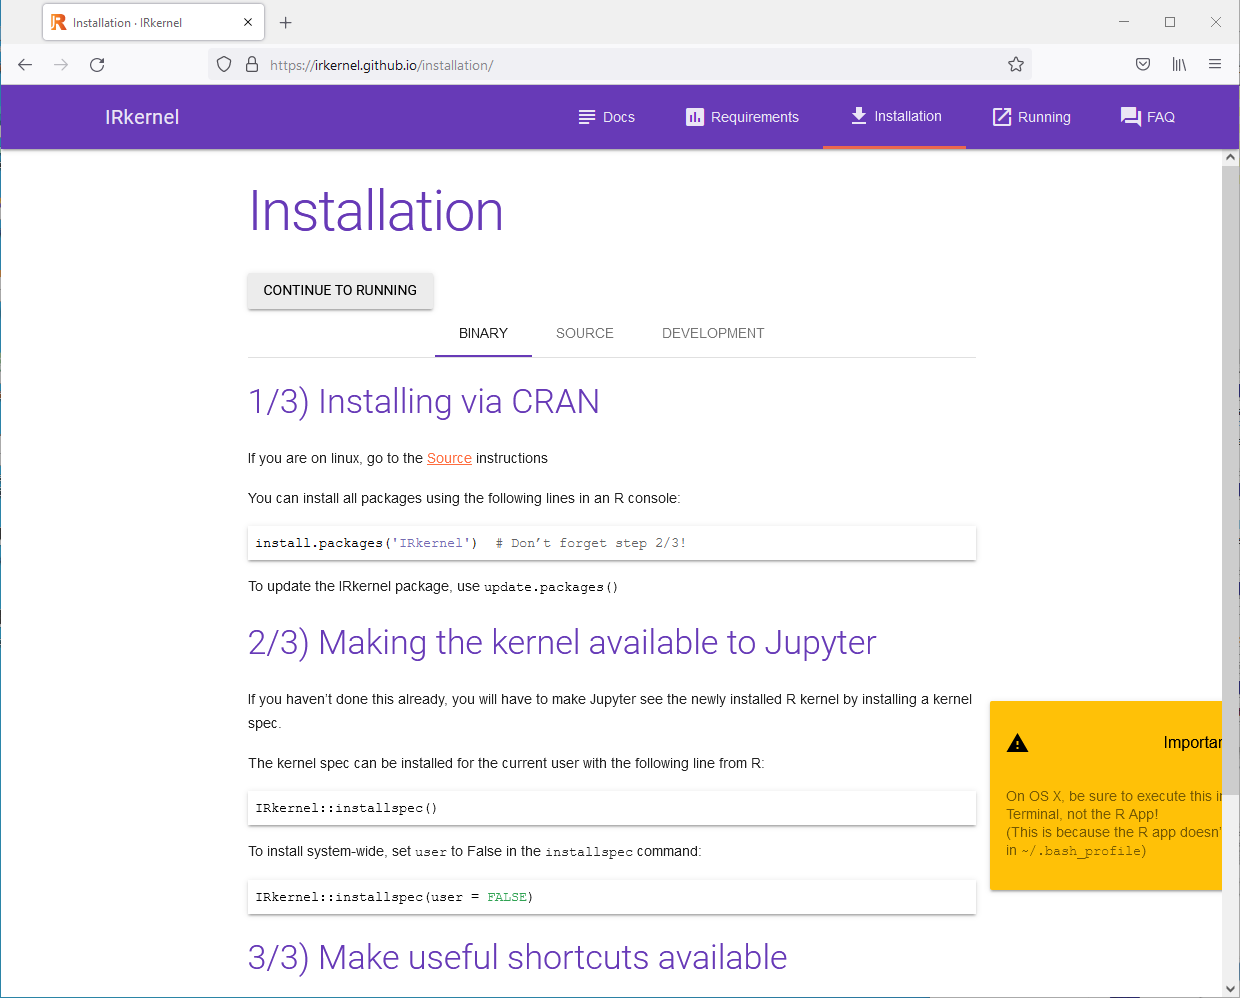 Installation · IRkernel
https://irkernel.github.io/installation/
IRkernel
Docs
Requirements
Installation
Running
FAQ
Installation
CONTINUE TO RUNNING
BINARY
SOURCE
DEVELOPMENT
1/3) Installing via CRAN
If you are on linux, go to the Source instructions
You can install all packages using the following lines in an R console:
install.packages('IRkernel')  # Don’t forget step 2/3!
To update the IRkernel package, use update.packages()
2/3) Making the kernel available to Jupyter
If you haven’t done this already, you will have to make Jupyter see the newly installed R kernel by installing a kernel
spec.
The kernel spec can be installed for the current user with the following line from R:
IRkernel::installspec()
To install system-wide, set user to False in the installspec command:
IRkernel::installspec(user = FALSE)
Importan
On OS X, be sure to execute this in
Terminal, not the R App!
(This is because the R app doesn’
in ~/.bash_profile)
3/3) Make useful shortcuts available